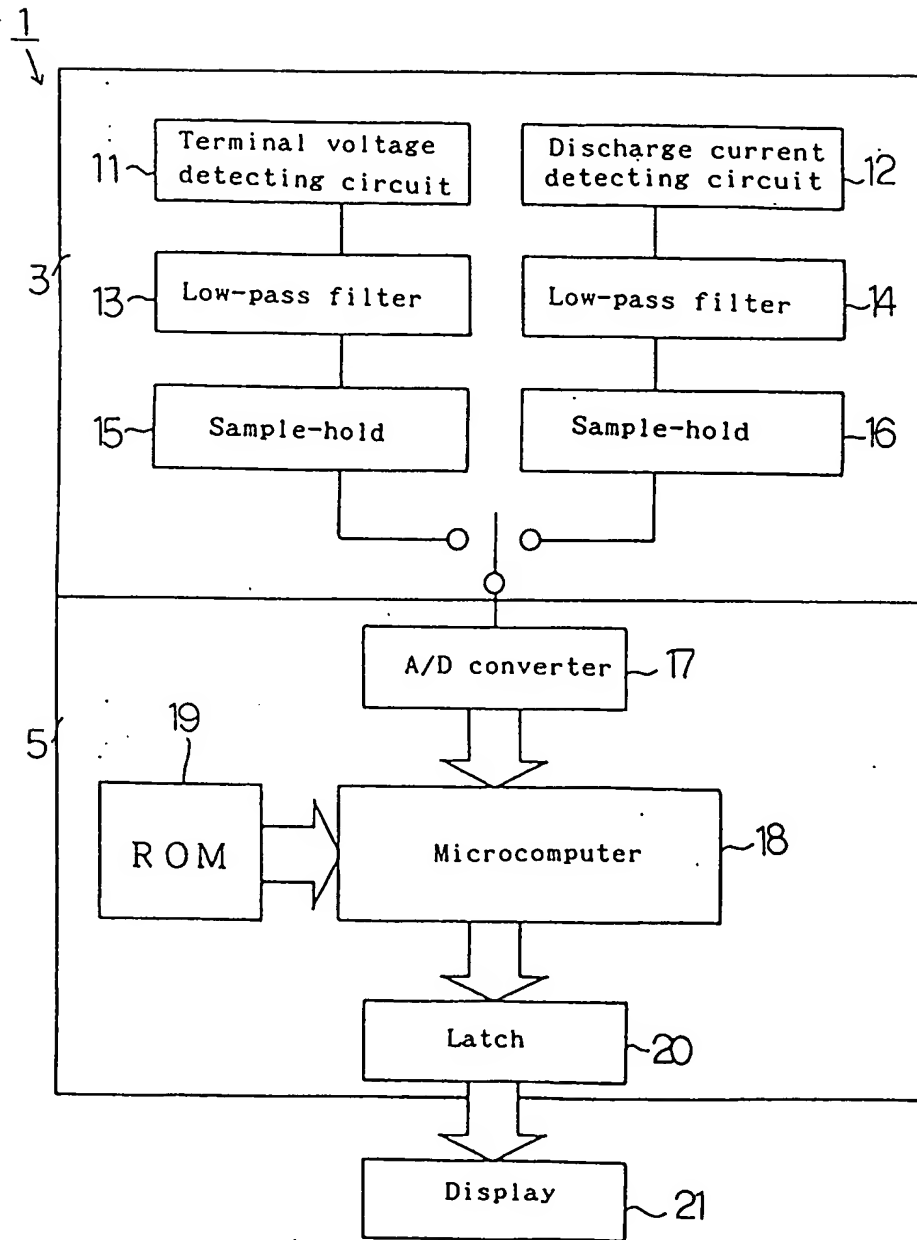 1
Terminal voltage
detecting circuit
11
Discharge current
detecting circuit
12
3
13
Low-pass filter
Low-pass filter
14
15
Sample-hold
Sample-hold
16
A/D converter
17
5
19
ROM
Microcomputer
18
Latch
20
Display
21